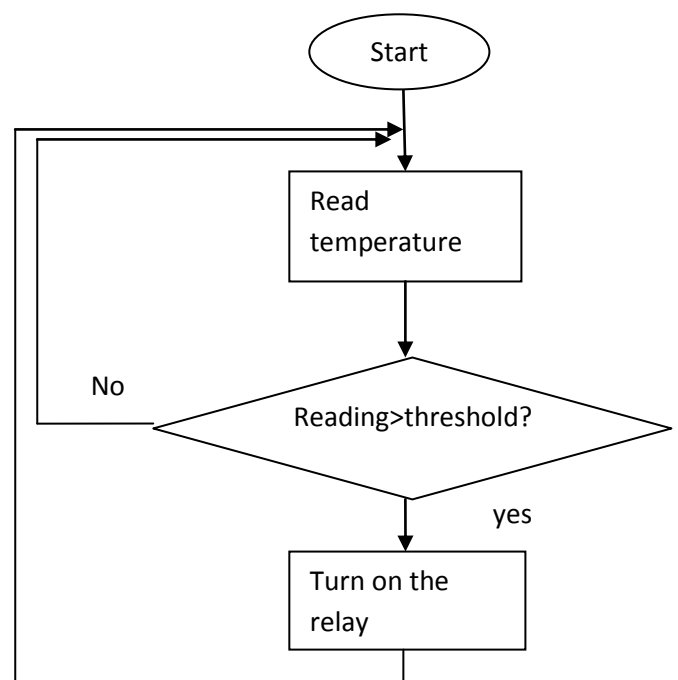 Start
Read
temperature
No
Reading>threshold?
yes
Turn on the
relay